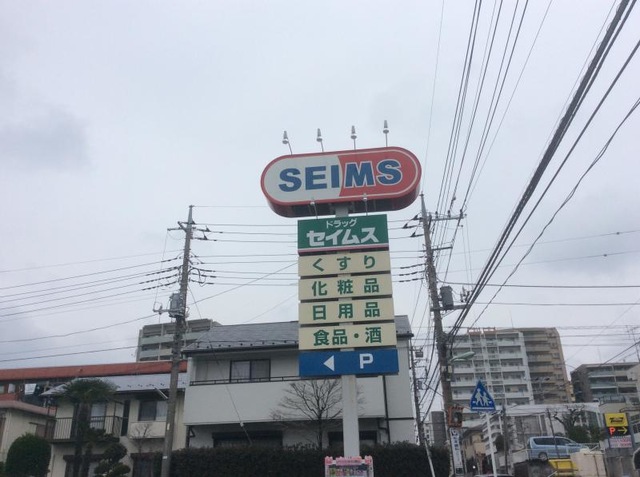 SEIMS
ドラッグ
セイムス
くすり
化粧品
日用品
食品・酒
◀ P
P→